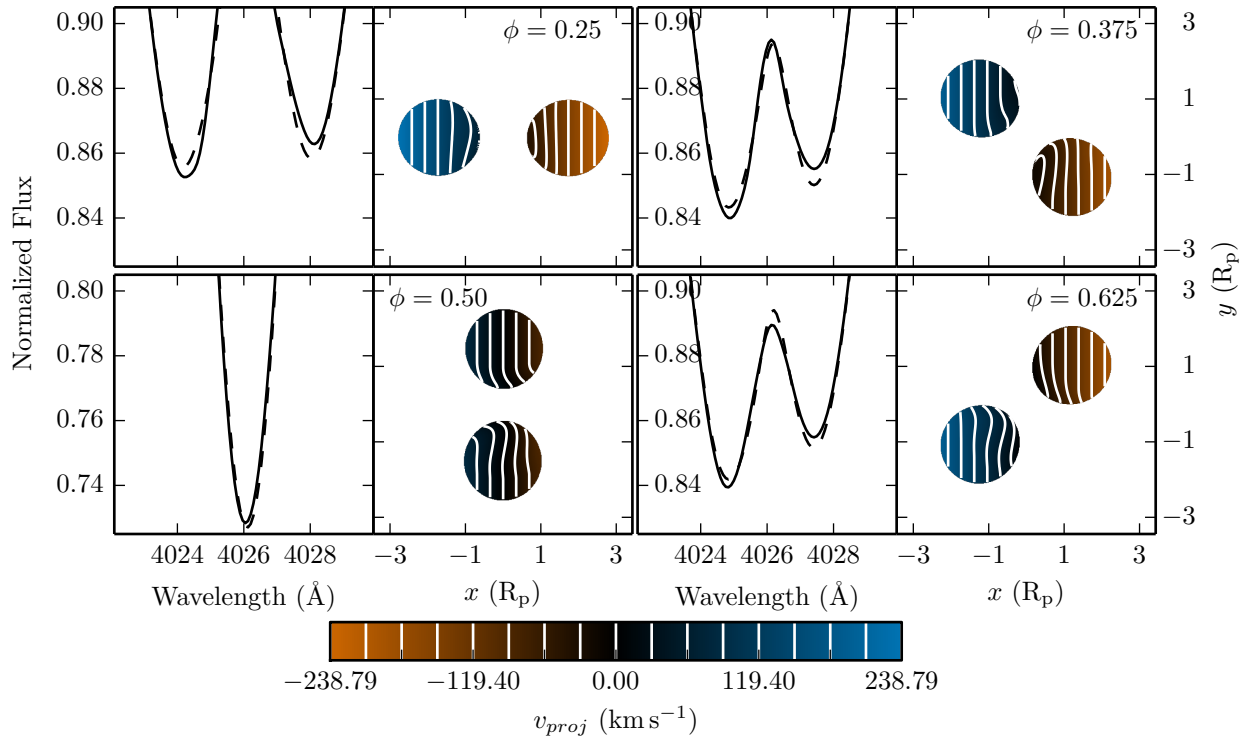 0.90
0.88
0.86
0.84
ϕ = 0.25
0.90
0.88
0.86
0.84
ϕ = 0.375
3
1
−1
−3
0.80
0.78
0.76
0.74
ϕ = 0.50
0.90
0.88
0.86
0.84
ϕ = 0.625
3
1
−1
−3
Normalized Flux
y (Rp)
4024 4026 4028
−3 −1 1 3
4024 4026 4028
−3 −1 1 3
Wavelength (Å)
x (Rp)
Wavelength (Å)
x (Rp)
−238.79 −119.40 0.00 119.40 238.79
vproj (km s−1)